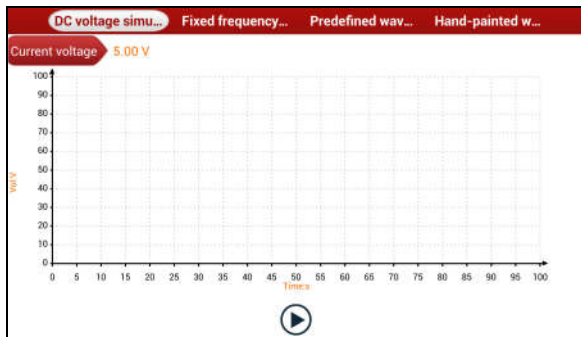 DC voltage simu... Fixed frequency... Predefined wav... Hand-painted w...
Current voltage 5.00 V
100
90
80
70
60
50
40
30
20
10
0
Vol:V
0 5 10 15 20 25 30 35 40 45 50 55 60 65 70 75 80 85 90 95 100
Time:s